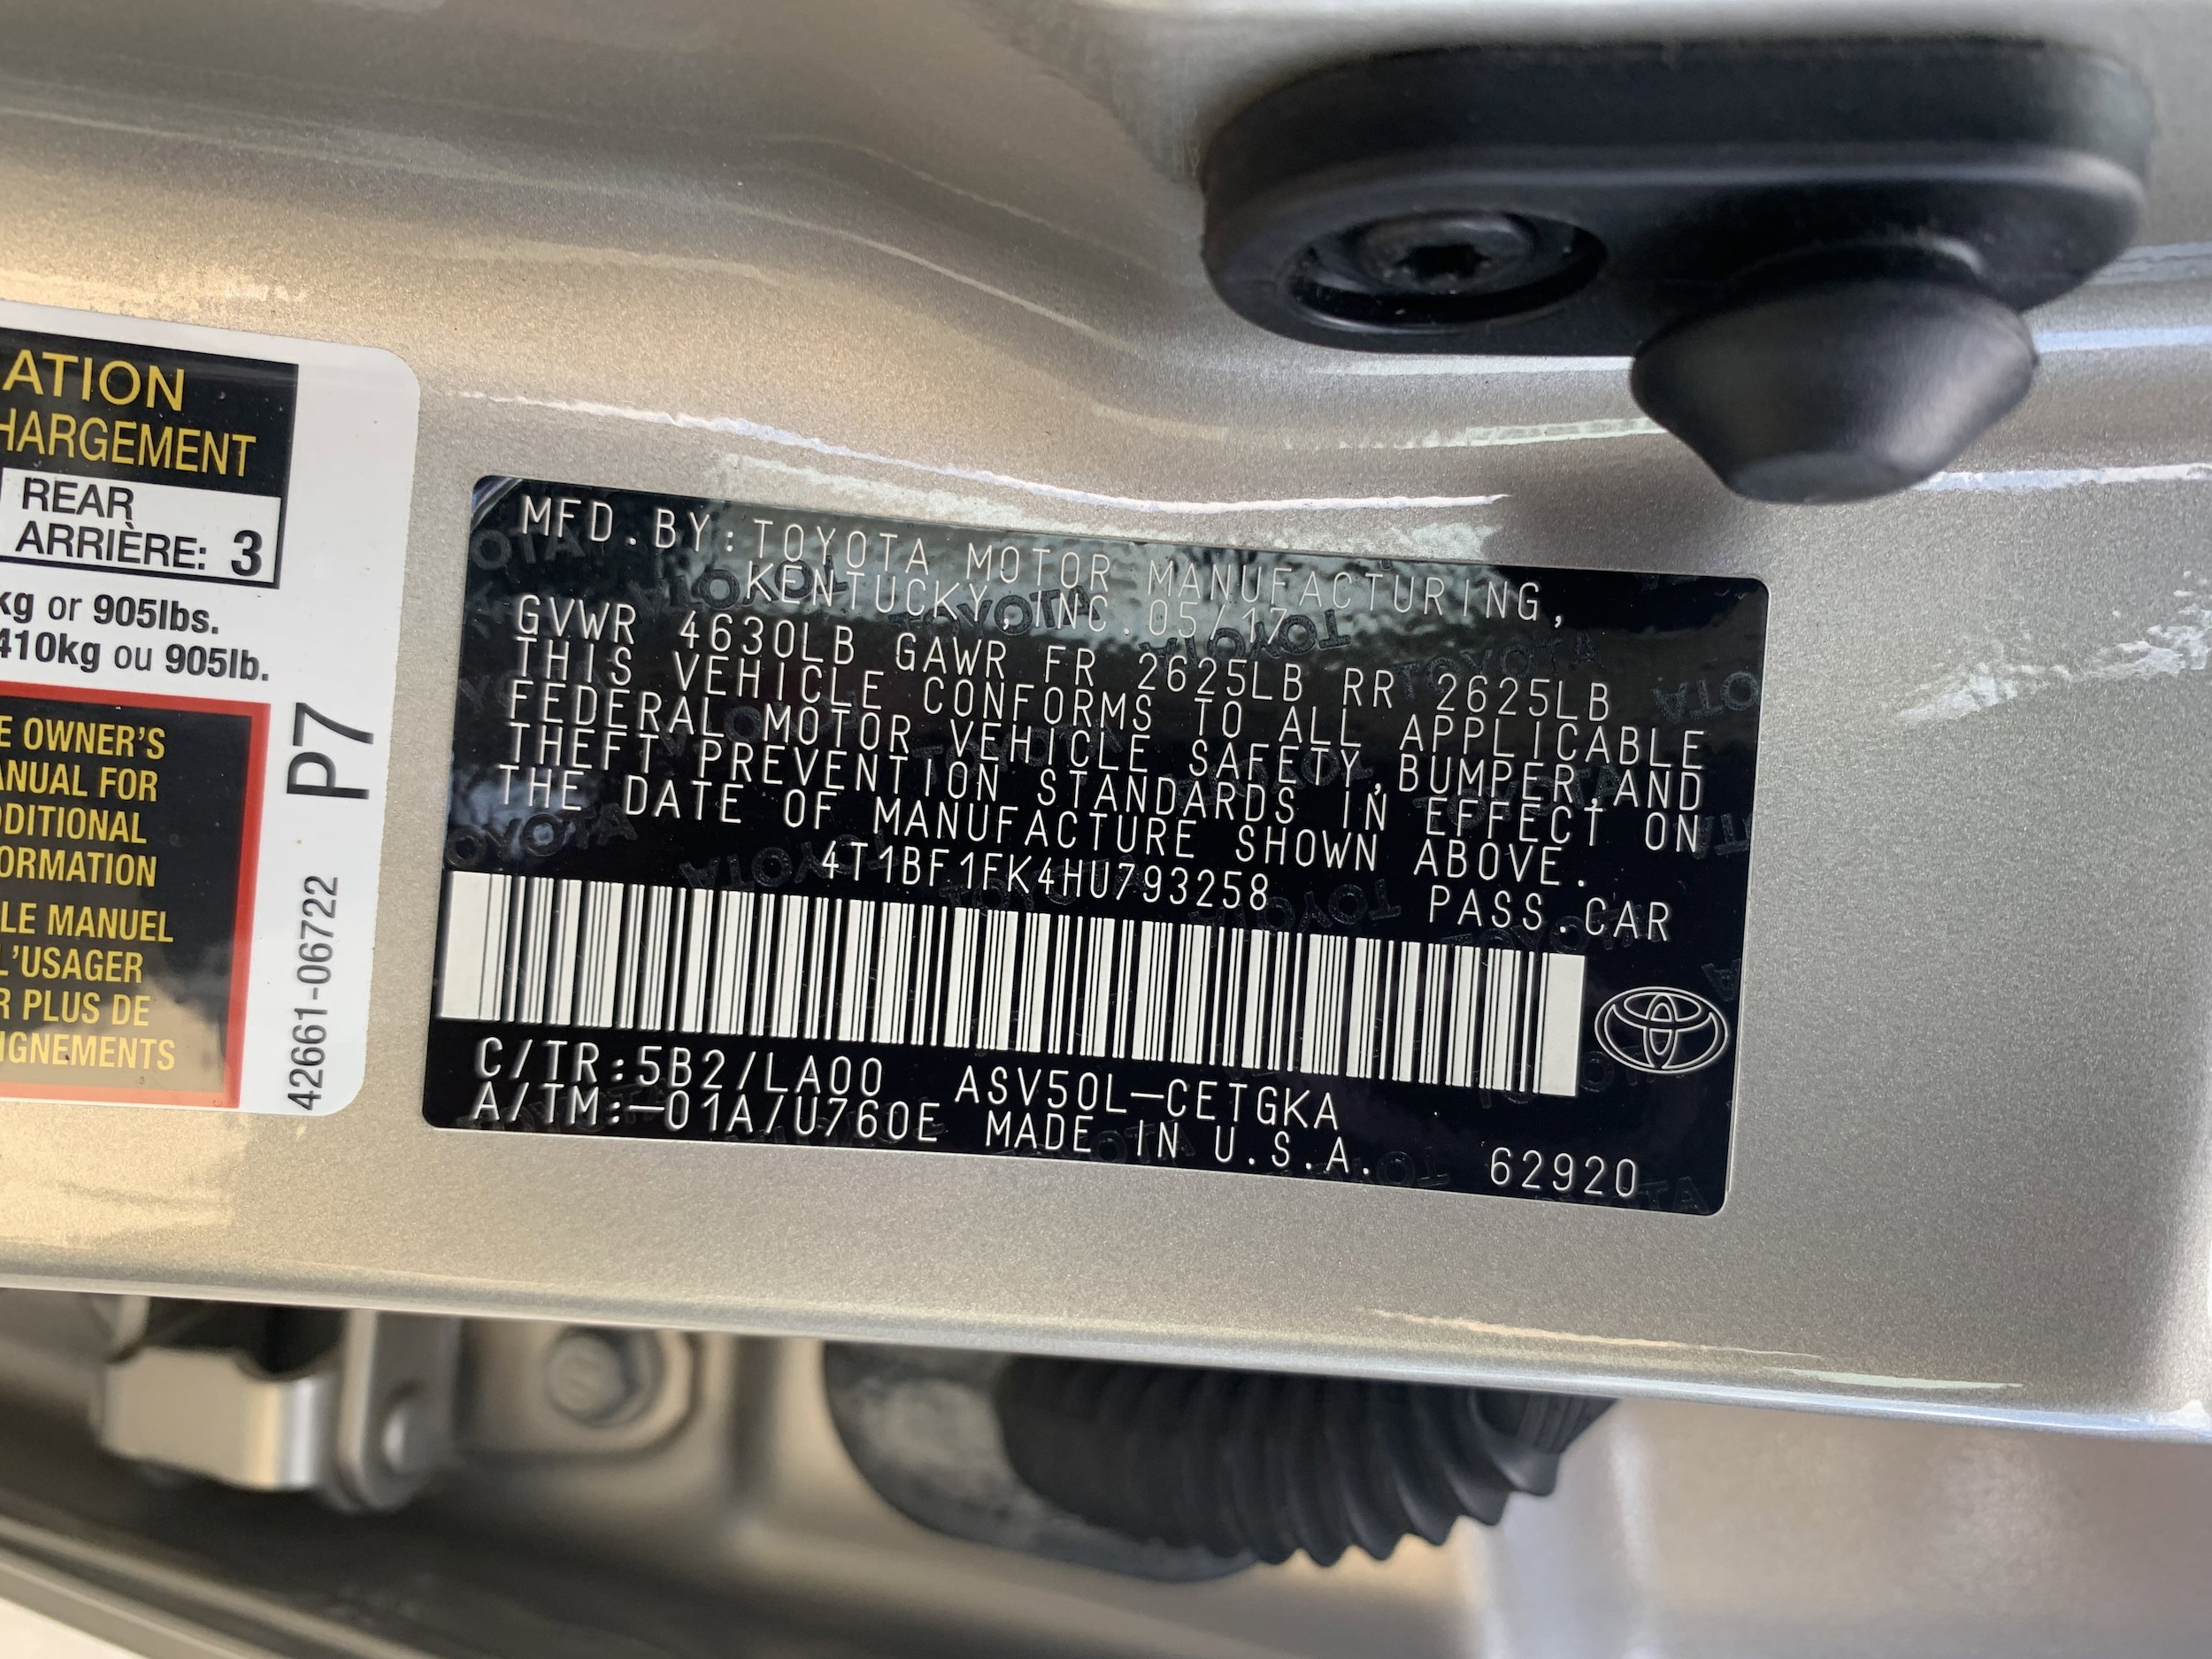 ATION
HARGEMENT
REAR
ARRIÈRE: 3
kg or 905lbs.
410kg ou 905lb.
E OWNER'S
ANUAL FOR
DDITIONAL
FORMATION
LE MANUEL
L'USAGER
R PLUS DE
IGNEMENTS
P7
42661-06722
MFD.BY:TOYOTA MOTOR MANUFACTURING,
KENTUCKY, INC.05/17
GVWR 4630LB GAWR FR 2625LB RR 2625LB
THIS VEHICLE CONFORMS TO ALL APPLICABLE
FEDERAL MOTOR VEHICLE SAFETY,BUMPER,AND
THEFT PREVENTION STANDARDS IN EFFECT ON
THE DATE OF MANUFACTURE SHOWN ABOVE.
4T1BF1FK4HU793258 PASS.CAR
C/TR:5B2/LA00 ASV50L-CETGKA
A/TM:-01A/U760E MADE IN U.S.A. 62920